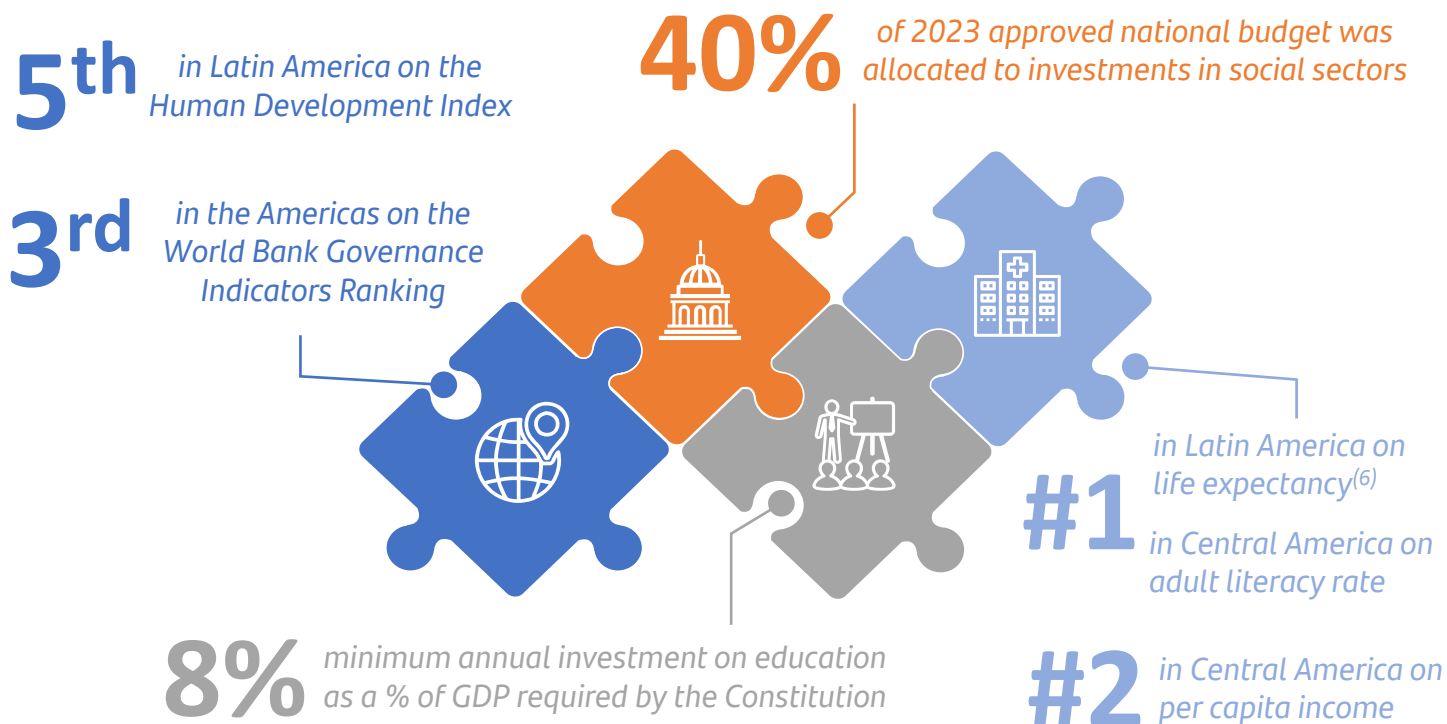 5th
in Latin America on the
Human Development Index
40%
of 2023 approved national budget was
allocated to investments in social sectors
3rd
in the Americas on the
World Bank Governance
Indicators Ranking
#1
in Latin America on
life expectancy(6)
in Central America on
adult literacy rate
8%
minimum annual investment on education
as a % of GDP required by the Constitution
#2
in Central America on
per capita income